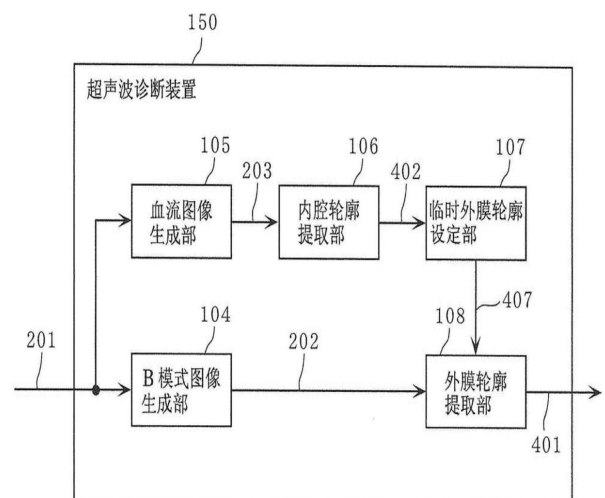 150
超声波诊断装置
105
106
107
203
402
血流图像
生成部
内腔轮廓
提取部
临时外膜轮廓
设定部
407
104
108
201
202
B模式图像
生成部
外膜轮廓
提取部
401